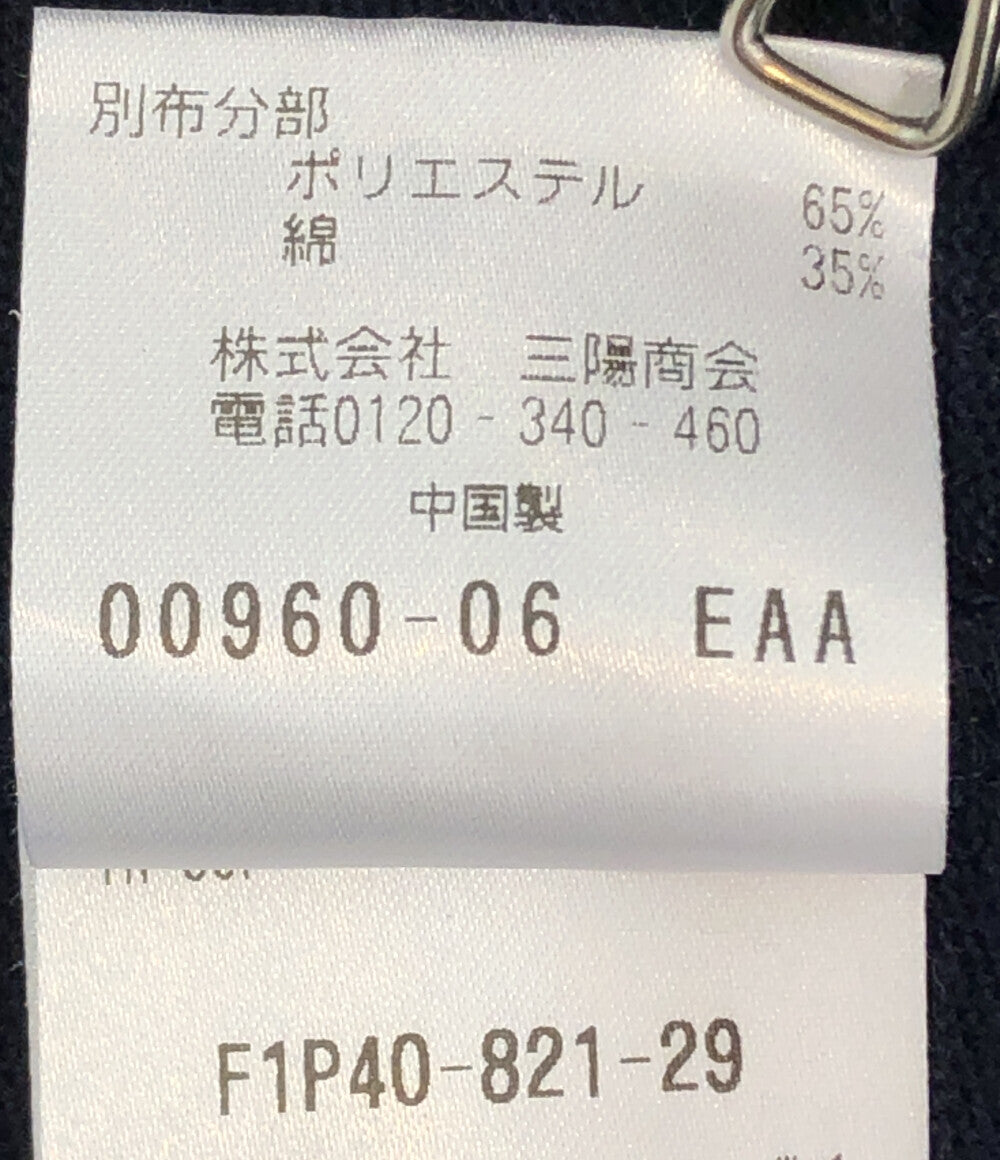 別布分部
ポリエステル 65%
綿 35%
株式会社 三陽商会
電話0120-340-460
中国製
00960-06 EAA
F1P40-821-29